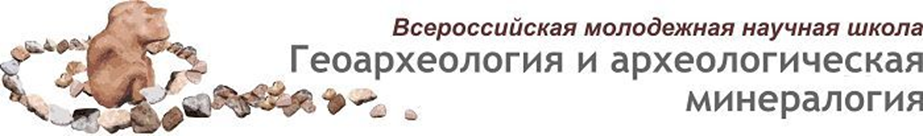 Всероссийская молодежная научная школа
Геоархеология и археологическая
минералогия